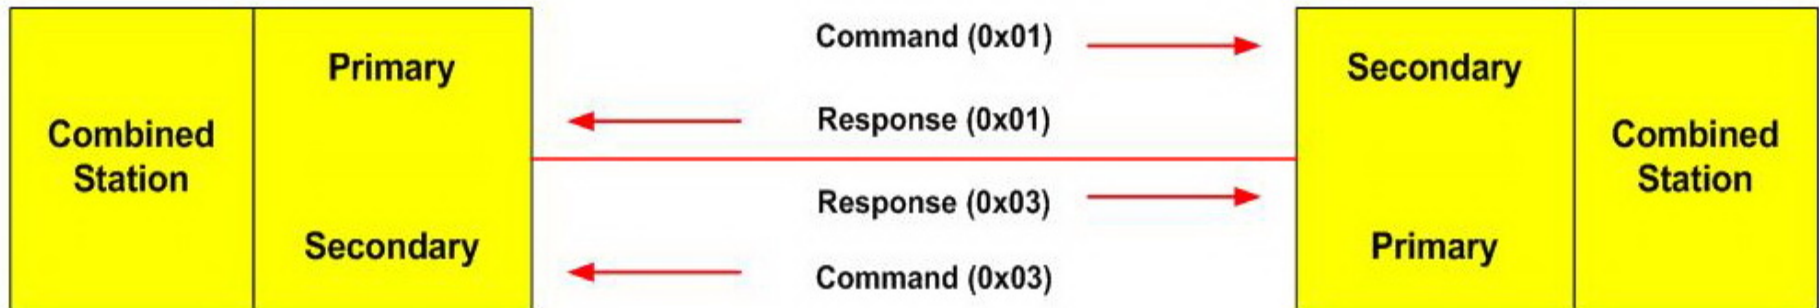 Combined
Station
Primary
Secondary
Command (0x01)
Response (0x01)
Response (0x03)
Command (0x03)
Secondary
Primary
Combined
Station